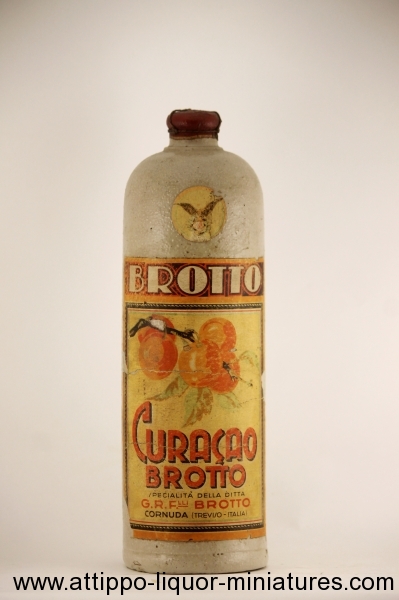 BROTTO
CURAÇAO
BROTTO
SPECIALITÀ DELLA DITTA
G.R.F.LLI BROTTO
CORNUDA (TREVISO-ITALIA)
www.attippo-liquor-miniatures.com